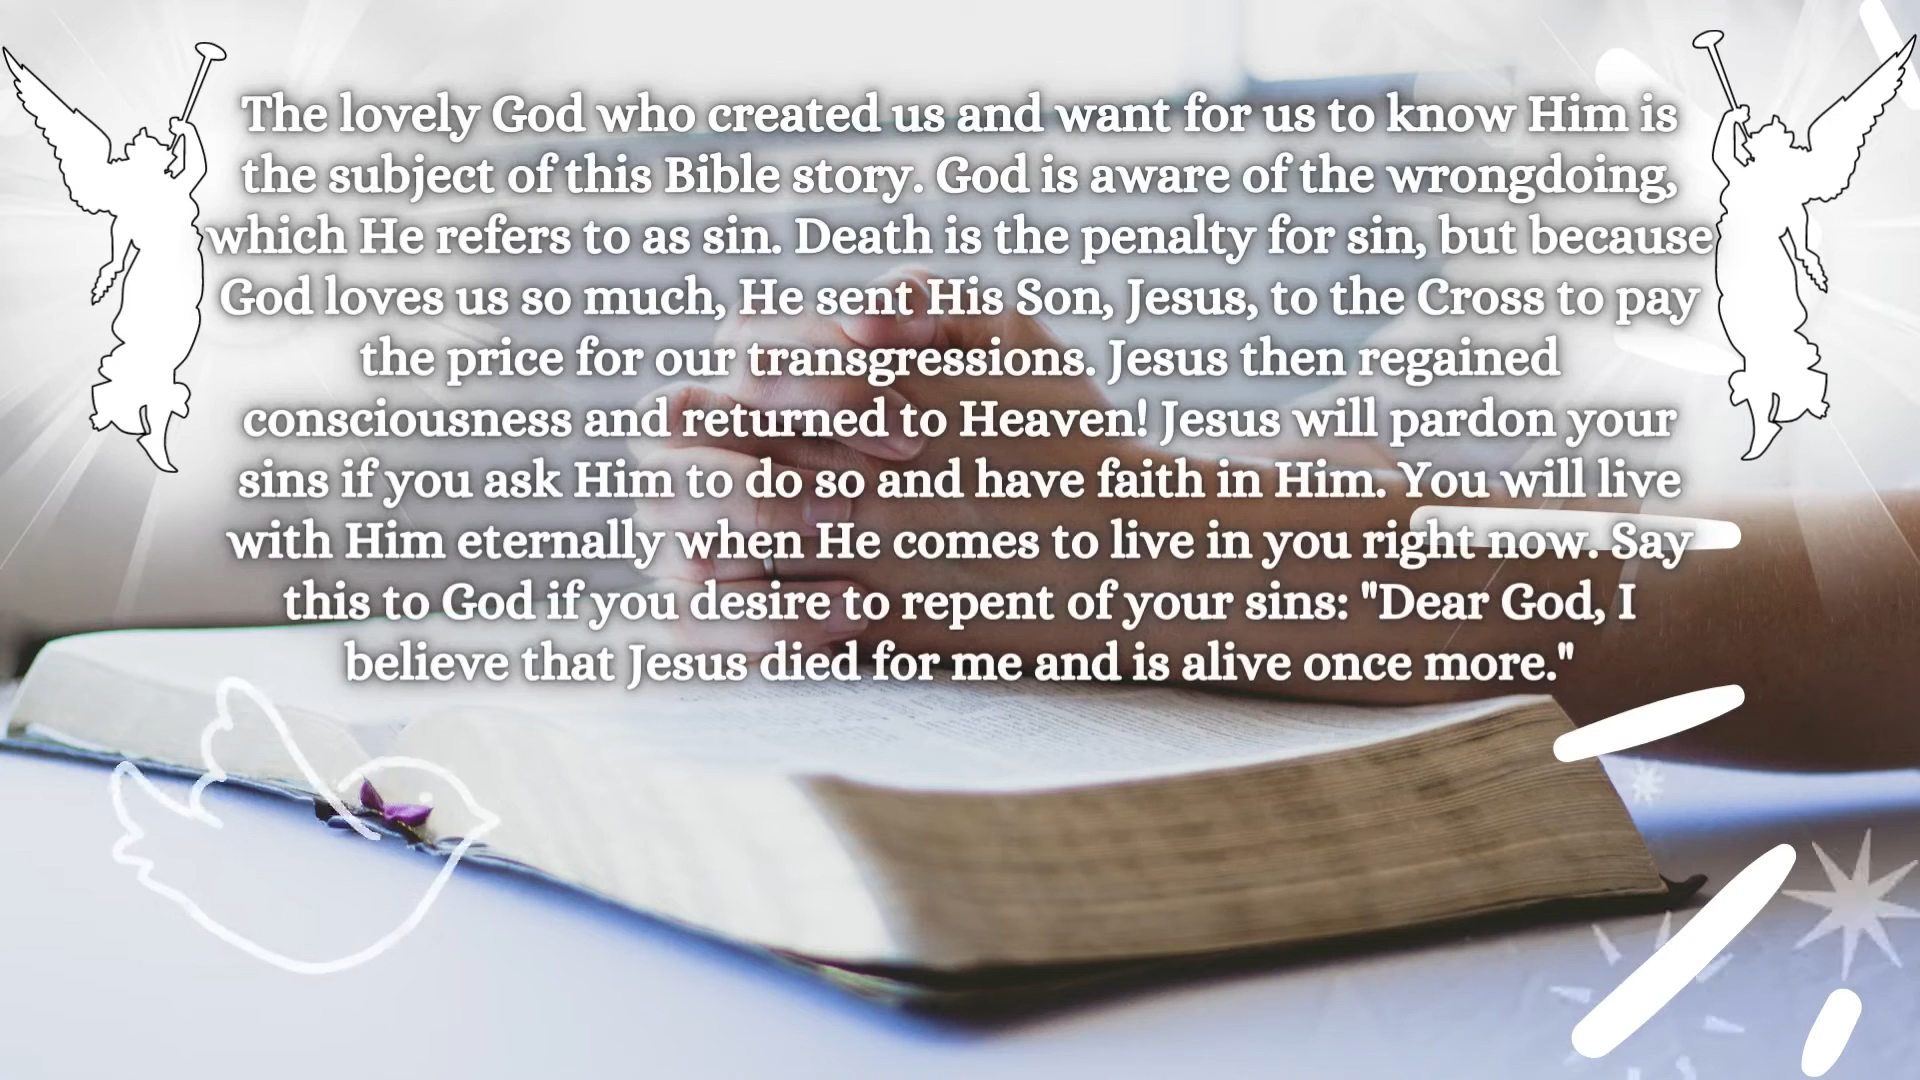 The lovely God who created us and want for us to know Him is
the subject of this Bible story. God is aware of the wrongdoing,
which He refers to as sin. Death is the penalty for sin, but because
God loves us so much, He sent His Son, Jesus, to the Cross to pay
the price for our transgressions. Jesus then regained
consciousness and returned to Heaven! Jesus will pardon your
sins if you ask Him to do so and have faith in Him. You will live
with Him eternally when He comes to live in you right now. Say
this to God if you desire to repent of your sins: "Dear God, I
believe that Jesus died for me and is alive once more."